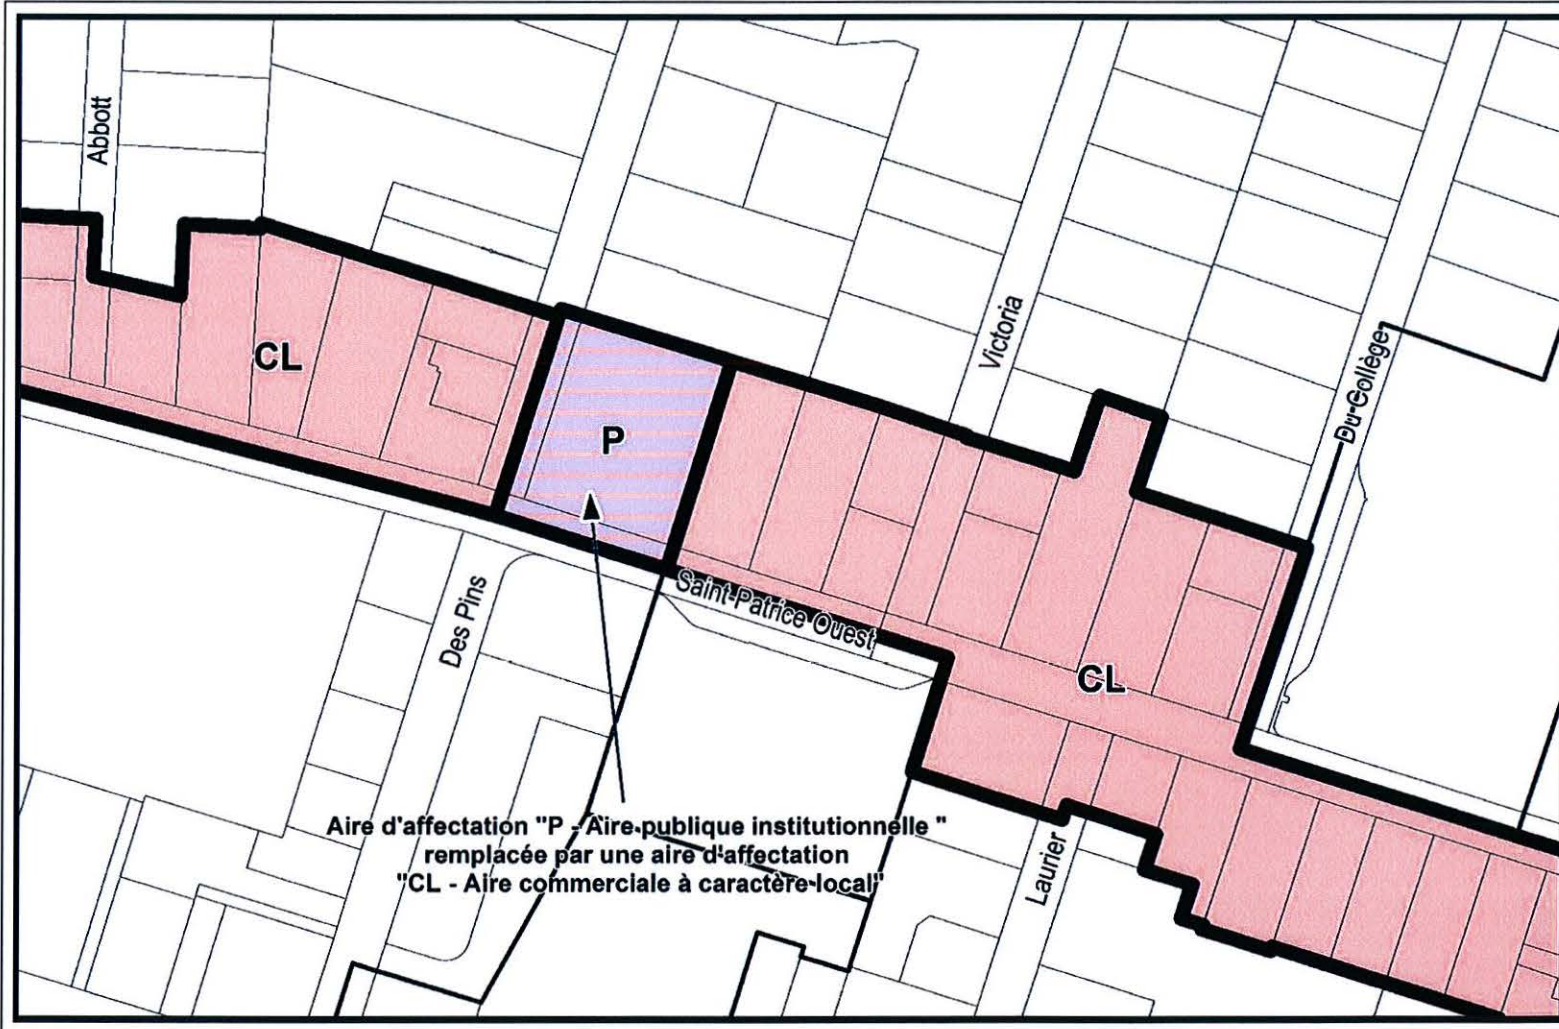 Abbott
Victoria
Du Collège
CL
P
Saint-Patrice Ouest
Des Pins
CL
Laurier
Aire d'affectation "P - Aire publique institutionnelle "
remplacée par une aire d'affectation
"CL - Aire commerciale à caractère local"